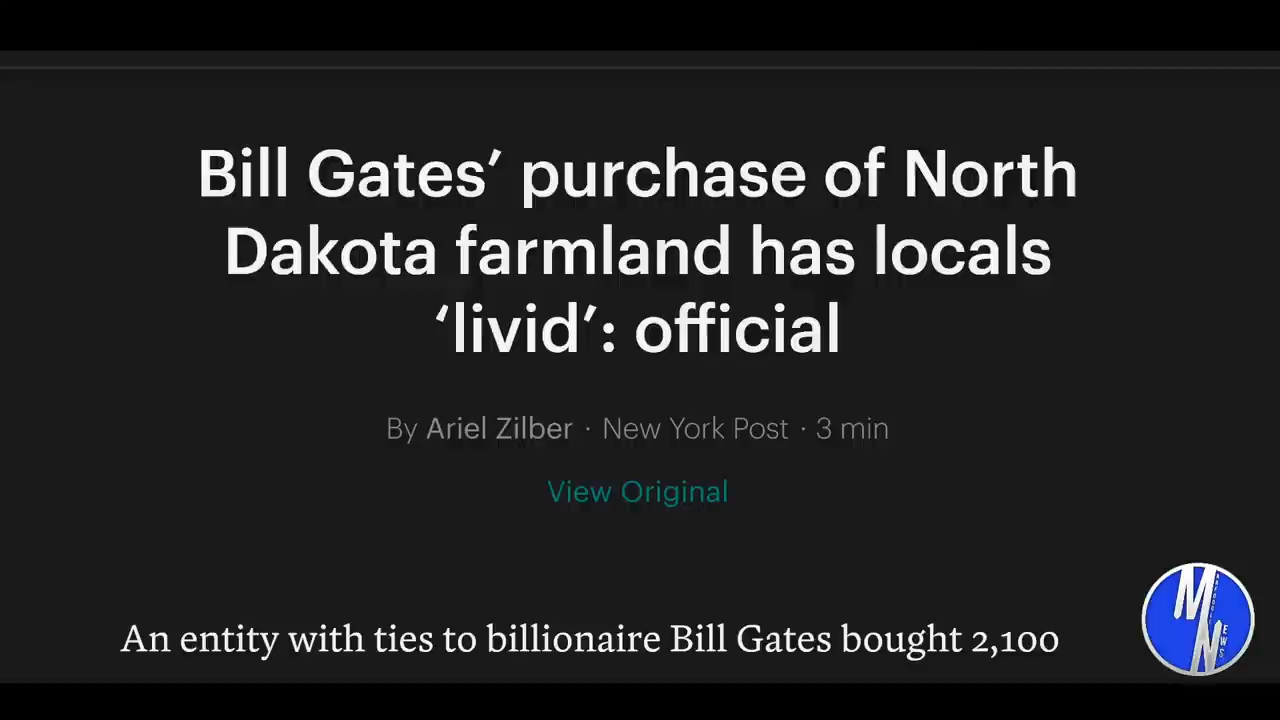 Bill Gates’ purchase of North
Dakota farmland has locals
‘livid’: official
By Ariel Zilber · New York Post · 3 min
View Original
An entity with ties to billionaire Bill Gates bought 2,100
M
N
EWS